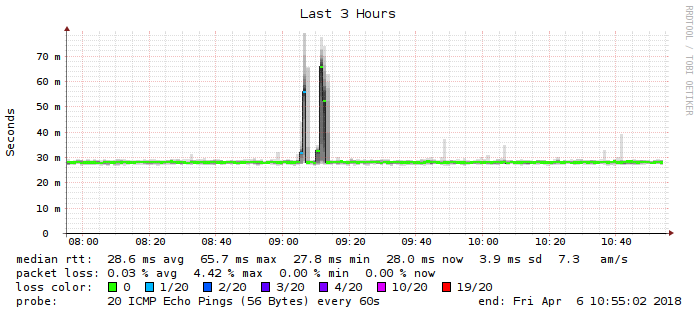 Last 3 Hours
RRDTOOL / TOBI OETIKER
Seconds
70 m
60 m
50 m
40 m
30 m
20 m
10 m
0
08:00 08:20 08:40 09:00 09:20 09:40 10:00 10:20 10:40
median rtt: 28.6 ms avg 65.7 ms max 27.8 ms min 28.0 ms now 3.9 ms sd 7.3 am/s
packet loss: 0.03 % avg 4.42 % max 0.00 % min 0.00 % now
loss color: 0 1/20 2/20 3/20 4/20 10/20 19/20
probe: 20 ICMP Echo Pings (56 Bytes) every 60s end: Fri Apr 6 10:55:02 2018